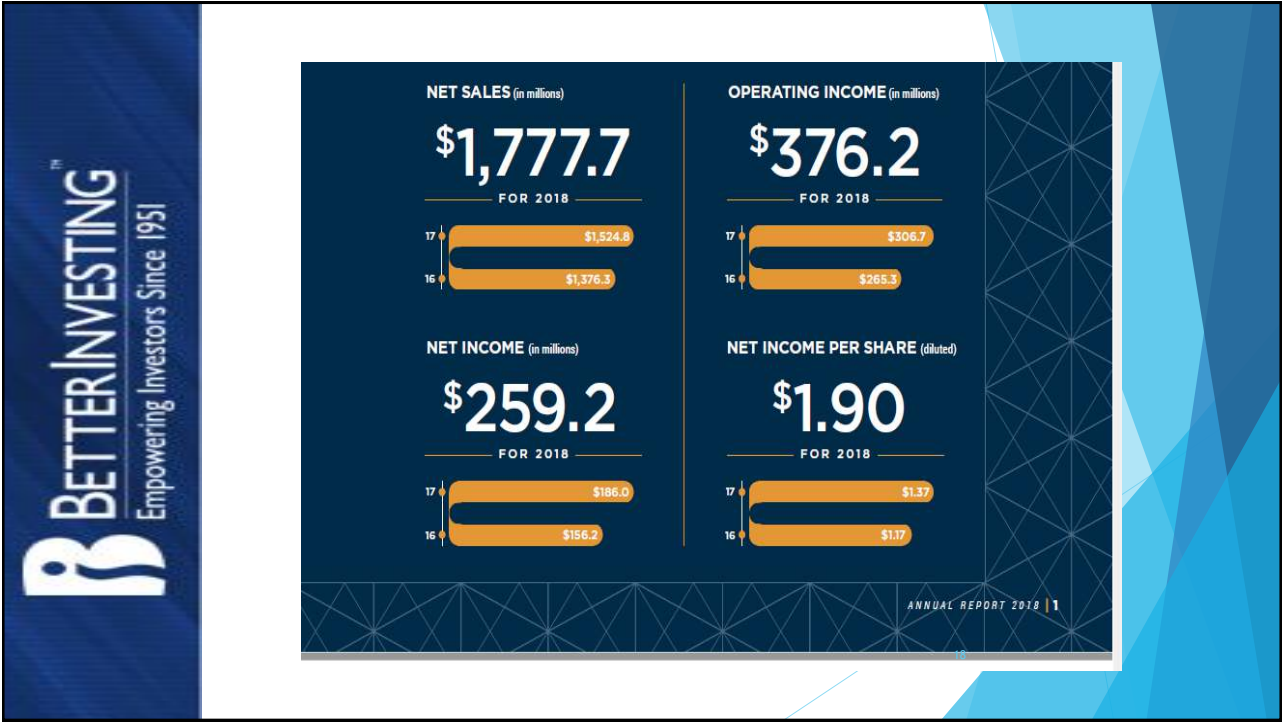 BETTERINVESTING™
Empowering Investors Since 1951
NET SALES (in millions)
$1,777.7
FOR 2018
17 $1,524.8
16 $1,376.3
OPERATING INCOME (in millions)
$376.2
FOR 2018
17 $306.7
16 $265.3
NET INCOME (in millions)
$259.2
FOR 2018
17 $186.0
16 $156.2
NET INCOME PER SHARE (diluted)
$1.90
FOR 2018
17 $1.37
16 $1.17
ANNUAL REPORT 2018 | 1
18